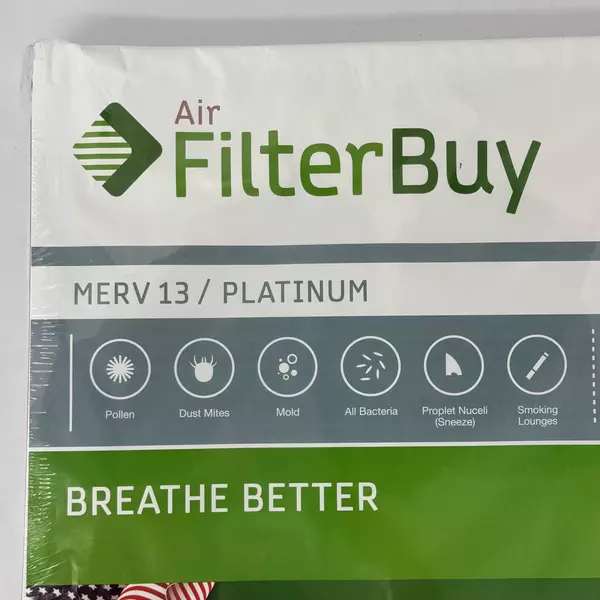 Air
FilterBuy
MERV 13 / PLATINUM
Pollen
Dust Mites
Mold
All Bacteria
Proplet Nuceli
(Sneeze)
Smoking
Lounges
BREATHE BETTER